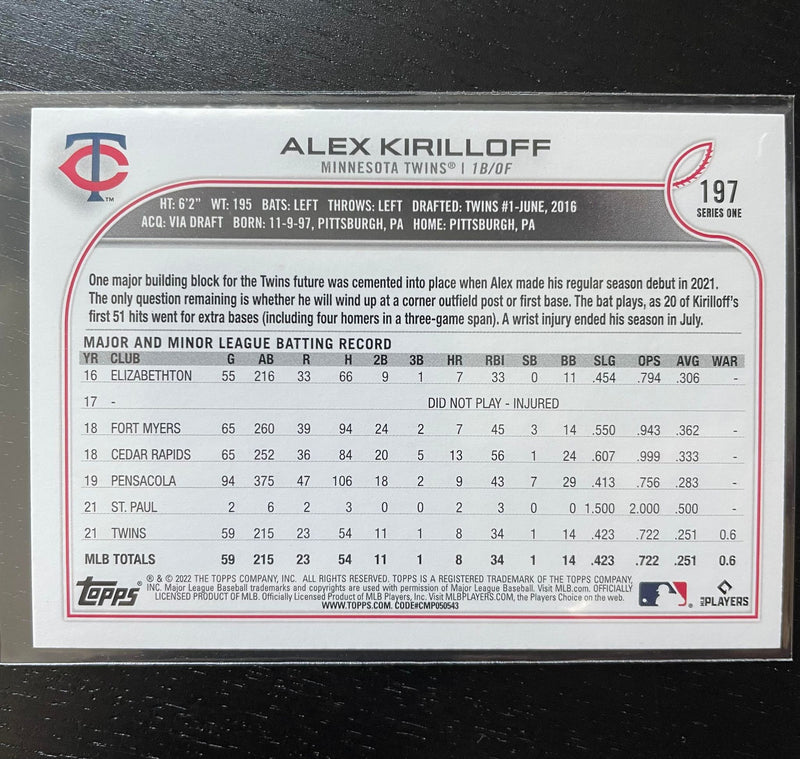 TC™
ALEX KIRILLOFF
MINNESOTA TWINS® | 1B/OF
197
SERIES ONE
HT: 6'2" WT: 195 BATS: LEFT THROWS: LEFT DRAFTED: TWINS #1-JUNE, 2016
ACQ: VIA DRAFT BORN: 11-9-97, PITTSBURGH, PA HOME: PITTSBURGH, PA
One major building block for the Twins future was cemented into place when Alex made his regular season debut in 2021.
The only question remaining is whether he will wind up at a corner outfield post or first base. The bat plays, as 20 of Kirilloff's
first 51 hits went for extra bases (including four homers in a three-game span). A wrist injury ended his season in July.
MAJOR AND MINOR LEAGUE BATTING RECORD
YR CLUB G AB R H 2B 3B HR RBI SB BB SLG OPS AVG WAR
16 ELIZABETHTON 55 216 33 66 9 1 7 33 0 11 .454 .794 .306 -
17 - DID NOT PLAY - INJURED
18 FORT MYERS 65 260 39 94 24 2 7 45 3 14 .550 .943 .362 -
18 CEDAR RAPIDS 65 252 36 84 20 5 13 56 1 24 .607 .999 .333 -
19 PENSACOLA 94 375 47 106 18 2 9 43 7 29 .413 .756 .283 -
21 ST. PAUL 2 6 2 3 0 0 2 3 0 0 1.500 2.000 .500 -
21 TWINS 59 215 23 54 11 1 8 34 1 14 .423 .722 .251 0.6
MLB TOTALS 59 215 23 54 11 1 8 34 1 14 .423 .722 .251 0.6
Topps®
® & © 2022 THE TOPPS COMPANY, INC. ALL RIGHTS RESERVED. TOPPS IS A REGISTERED TRADEMARK OF THE TOPPS COMPANY,
INC. Major League Baseball trademarks and copyrights are used with permission of Major League Baseball. Visit MLB.com. OFFICIALLY
LICENSED PRODUCT OF MLB. Officially Licensed Product of MLB Players, Inc. Visit MLBPLAYERS.COM, the Players Choice on the web.
WWW.TOPPS.COM. CODE#CMP050543
MLB PLAYERS